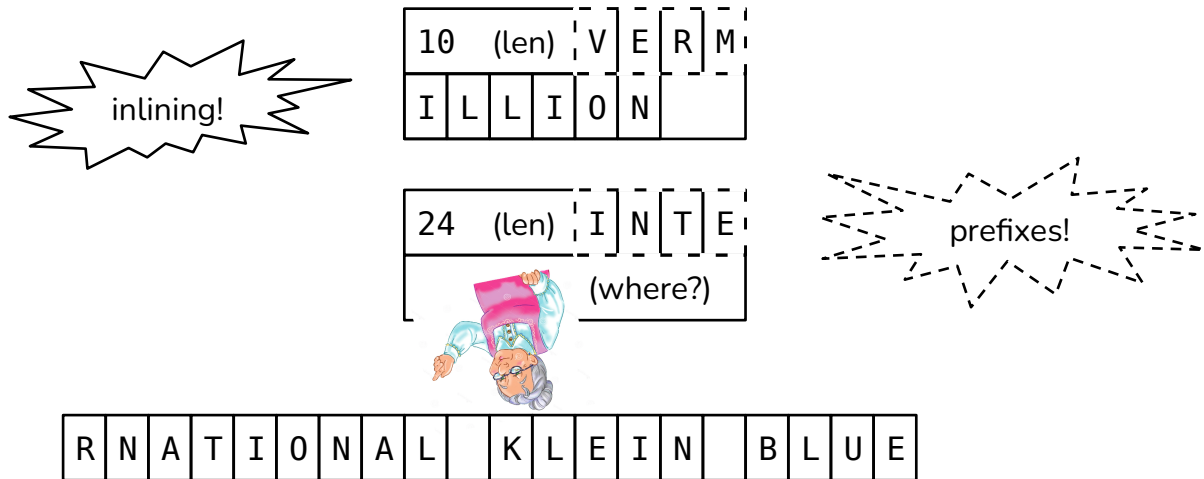 10 (len) V E R M
inlining!
I L L I O N
24 (len) I N T E
prefixes!
(where?)
R N A T I O N A L   K L E I N   B L U E